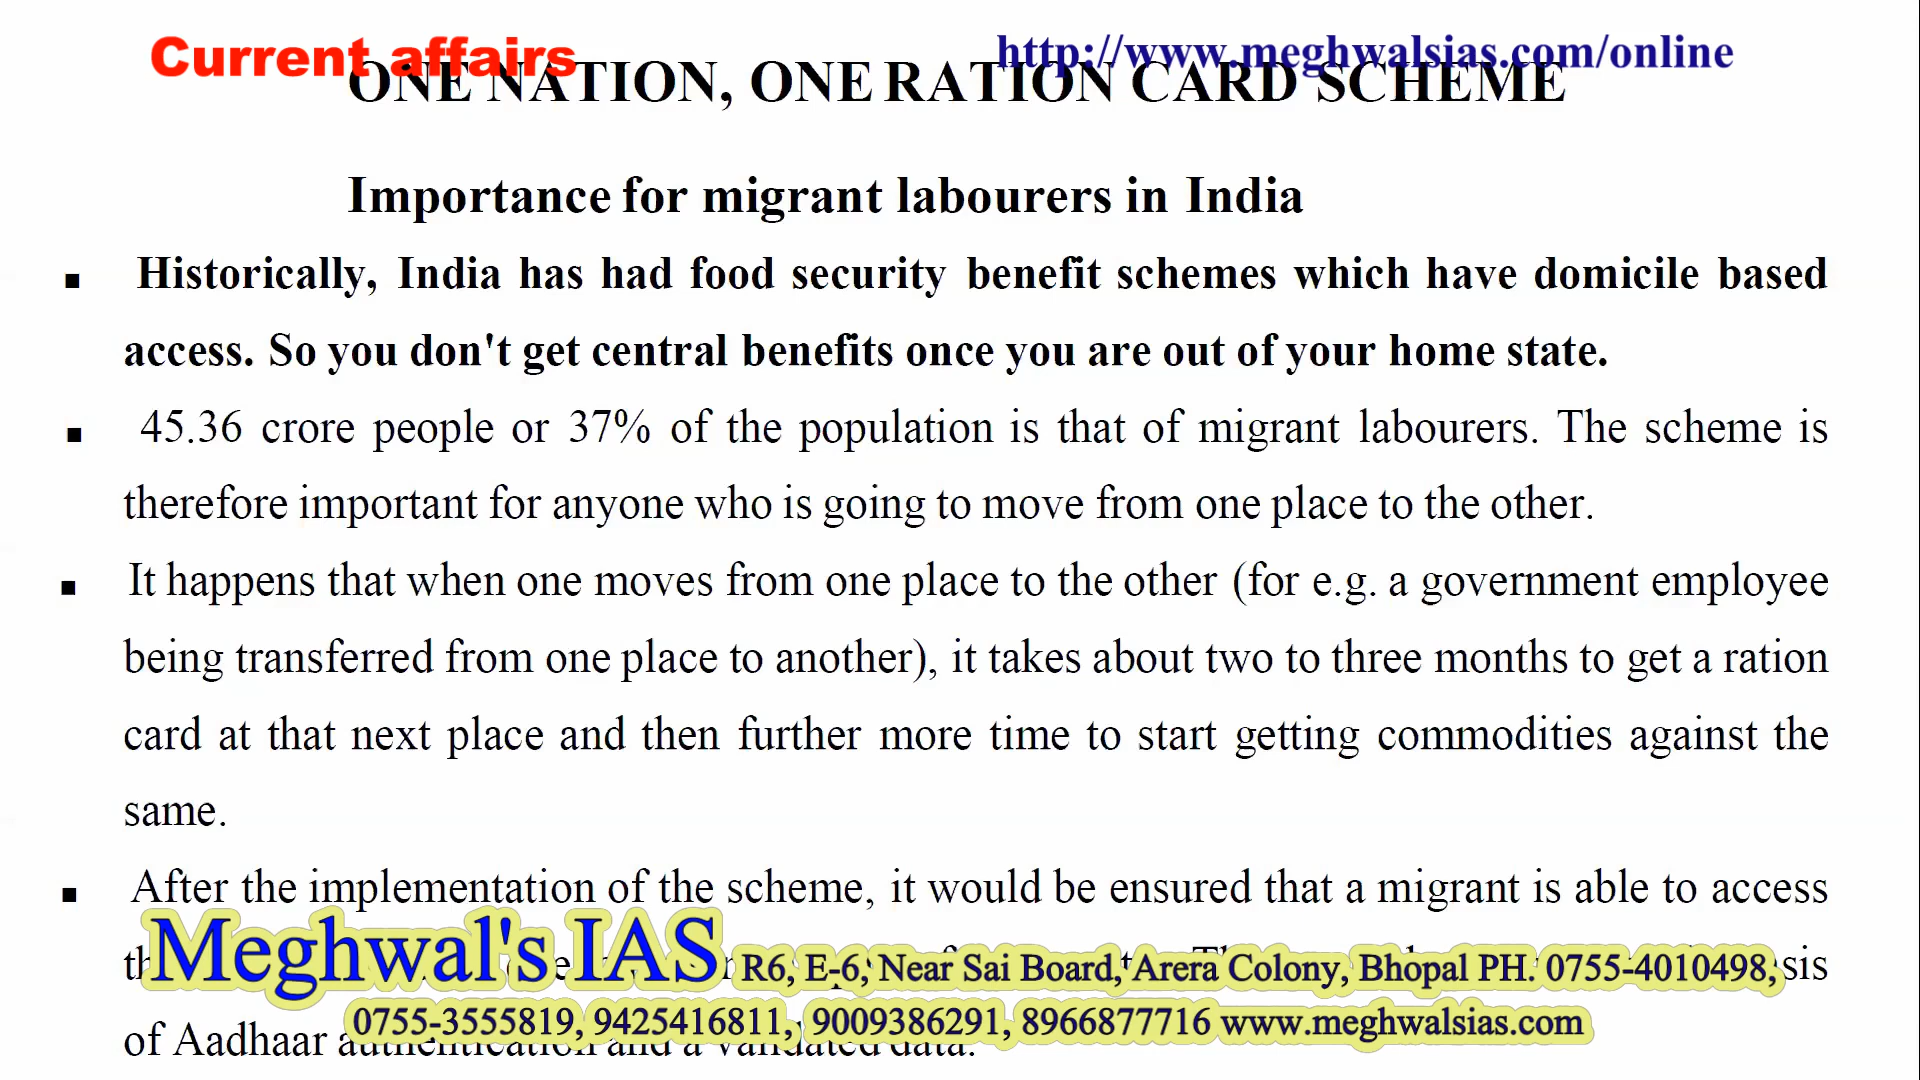 Current affairs
http://www.meghwalsias.com/online
ONE NATION, ONE RATION CARD SCHEME
Importance for migrant labourers in India
▪ Historically, India has had food security benefit schemes which have domicile based
access. So you don't get central benefits once you are out of your home state.
▪ 45.36 crore people or 37% of the population is that of migrant labourers. The scheme is
therefore important for anyone who is going to move from one place to the other.
▪ It happens that when one moves from one place to the other (for e.g. a government employee
being transferred from one place to another), it takes about two to three months to get a ration
card at that next place and then further more time to start getting commodities against the
same.
▪ After the implementation of the scheme, it would be ensured that a migrant is able to access
Meghwal's IAS R6, E-6, Near Sai Board, Arera Colony, Bhopal PH. 0755-4010498,
0755-3555819, 9425416811, 9009386291, 8966877716 www.meghwalsias.com
of Aadhaar authentication and a validated data.